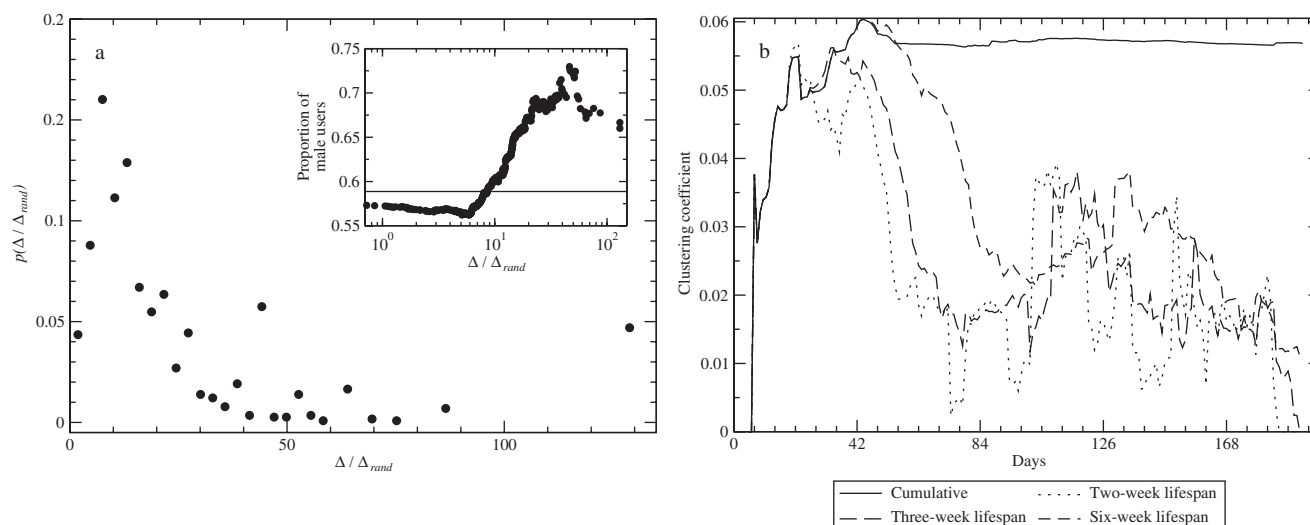 a
p(Δ / Δrand)
0.2
0.2
0.1
0.05
0
0
50
100
Δ / Δrand
Proportion of
male users
0.75
0.7
0.65
0.6
0.55
10^0
10^1
10^2
Δ / Δrand
b
Clustering coefficient
0.06
0.05
0.04
0.03
0.02
0.01
0
0
42
84
126
168
Days
Cumulative
Two-week lifespan
Three-week lifespan
Six-week lifespan